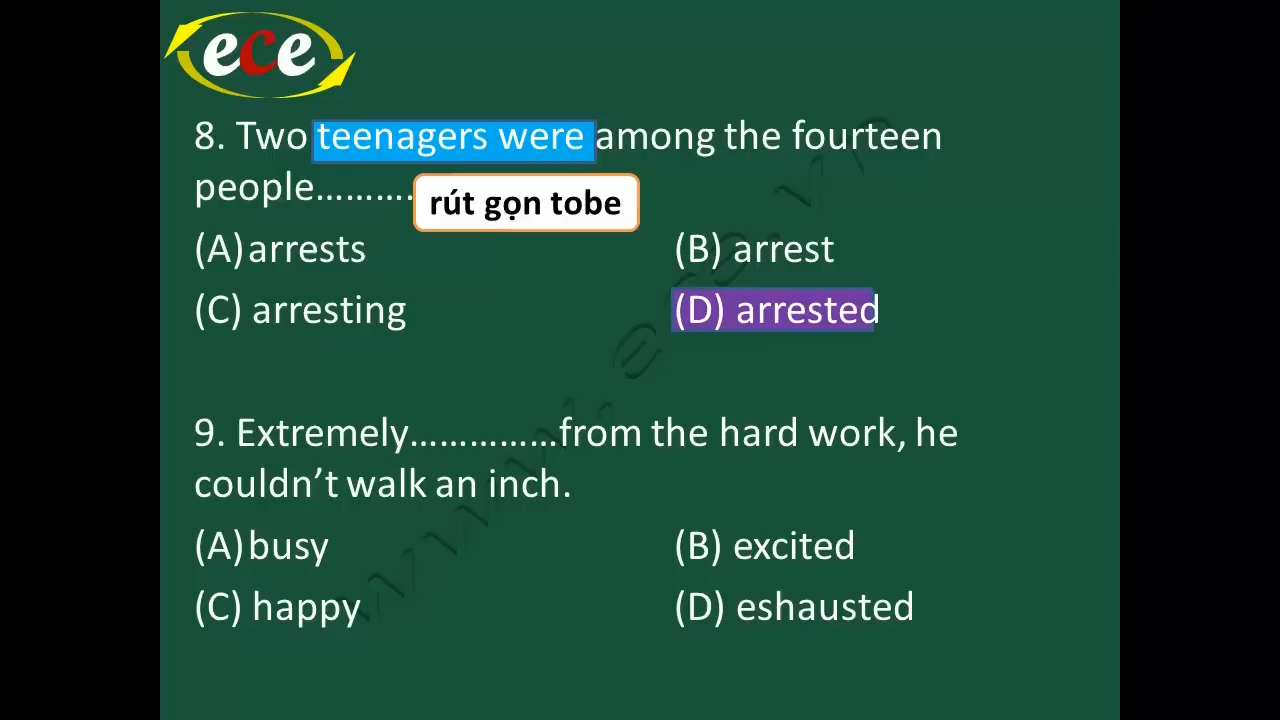 ece
8. Two teenagers were among the fourteen
people……….
rút gọn tobe
(A) arrests
(B) arrest
(C) arresting
(D) arrested
9. Extremely……………from the hard work, he
couldn’t walk an inch.
(A) busy
(B) excited
(C) happy
(D) eshausted